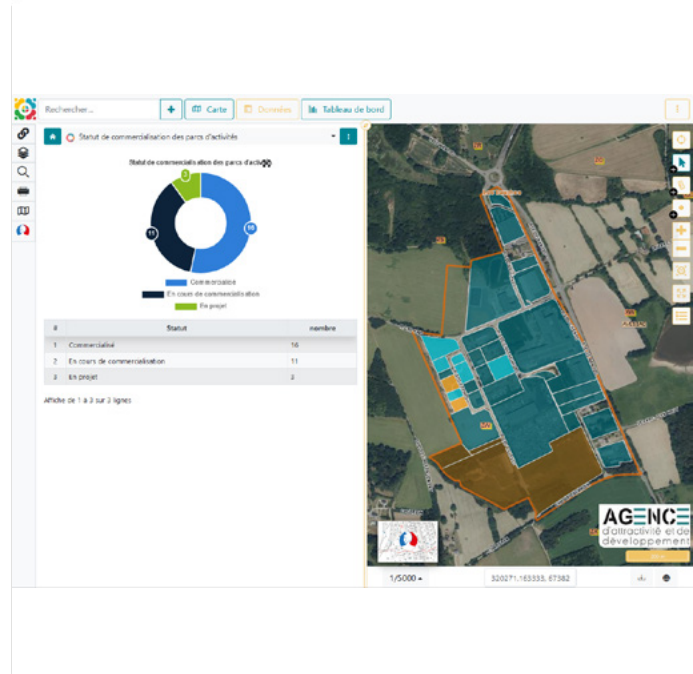 Rechercher...
Carte
Données
Tableau de bord
Statut de commercialisation des parcs d'activités
Statut de commercialisation des parcs d'activités
3
11
16
Commercialisé
En cours de commercialisation
En projet
# Statut nombre
1 Commercialisé 16
2 En cours de commercialisation 11
3 En projet 3
Affiche de 1 à 3 sur 3 lignes
AGENCE
d'attractivité et de
développement
1/5000
320271.163333, 67382